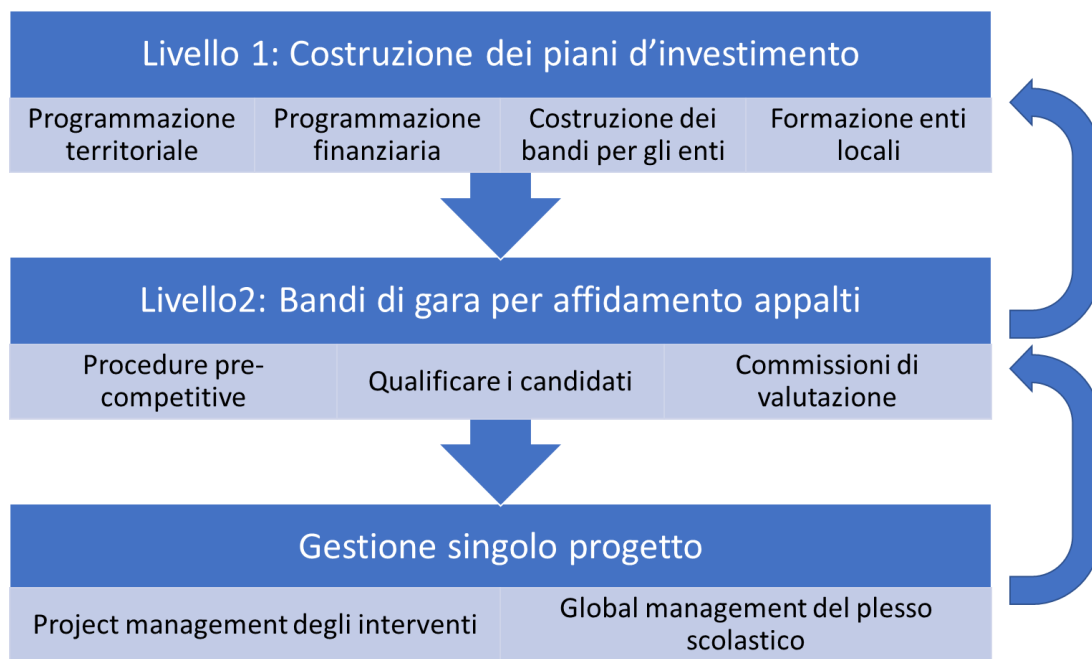 Livello 1: Costruzione dei piani d’investimento
Programmazione
territoriale
Programmazione
finanziaria
Costruzione dei
bandi per gli enti
Formazione enti
locali
Livello2: Bandi di gara per affidamento appalti
Procedure pre-
competitive
Qualificare i candidati
Commissioni di
valutazione
Gestione singolo progetto
Project management degli interventi
Global management del plesso
scolastico